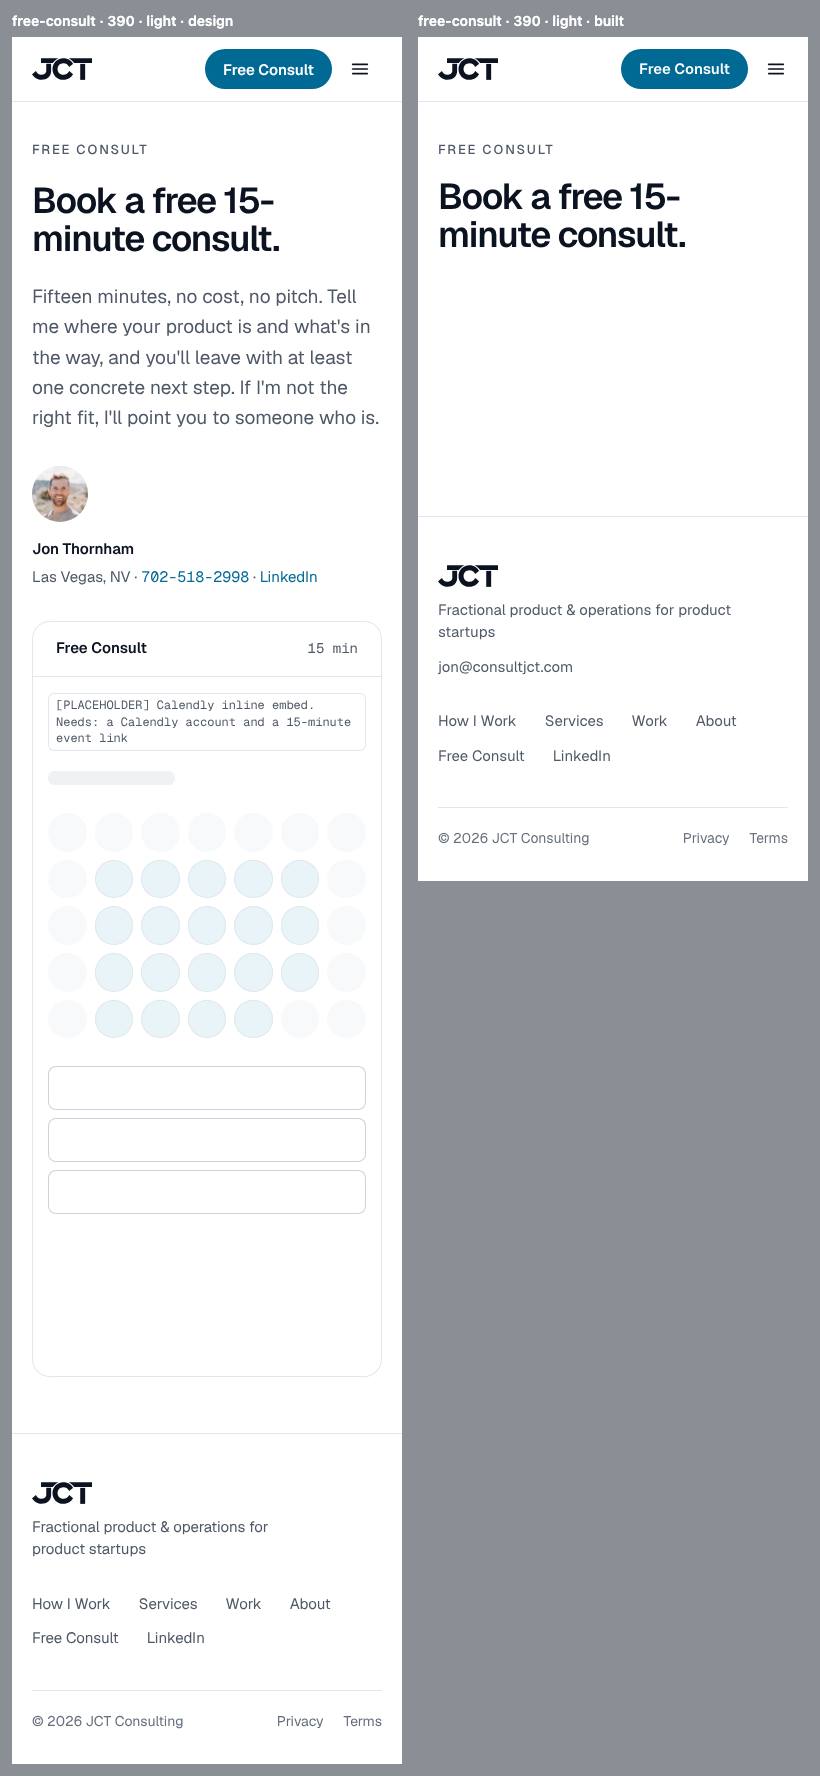 free-consult · 390 · light · design
JCT
Free Consult
FREE CONSULT
Book a free 15-
minute consult.
Fifteen minutes, no cost, no pitch. Tell
me where your product is and what's in
the way, and you'll leave with at least
one concrete next step. If I'm not the
right fit, I'll point you to someone who is.
Jon Thornham
Las Vegas, NV · 702-518-2998 · LinkedIn
Free Consult 15 min
[PLACEHOLDER] Calendly inline embed.
Needs: a Calendly account and a 15-minute
event link
JCT
Fractional product & operations for
product startups
How I Work Services Work About
Free Consult LinkedIn
© 2026 JCT Consulting Privacy Terms
free-consult · 390 · light · built
JCT
Free Consult
FREE CONSULT
Book a free 15-
minute consult.
JCT
Fractional product & operations for product
startups
jon@consultjct.com
How I Work Services Work About
Free Consult LinkedIn
© 2026 JCT Consulting Privacy Terms